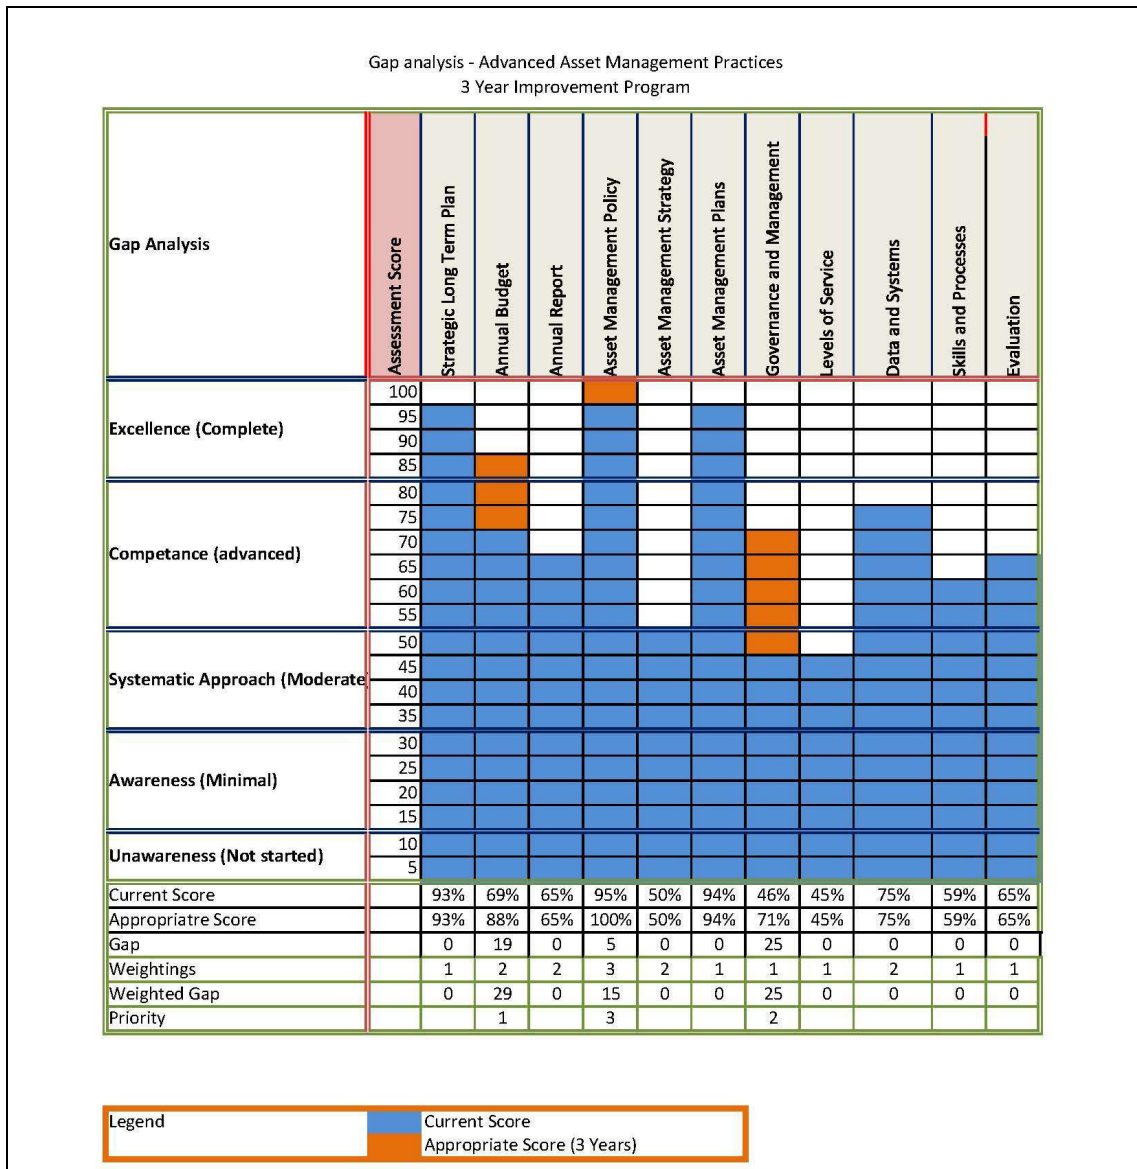 Gap analysis - Advanced Asset Management Practices
3 Year Improvement Program
Gap Analysis
Assessment Score
Strategic Long Term Plan
Annual Budget
Annual Report
Asset Management Policy
Asset Management Strategy
Asset Management Plans
Governance and Management
Levels of Service
Data and Systems
Skills and Processes
Evaluation
Excellence (Complete)
100
95
90
85
Competance (advanced)
80
75
70
65
60
55
Systematic Approach (Moderate
50
45
40
35
Awareness (Minimal)
30
25
20
15
Unawareness (Not started)
10
5
Current Score 93% 69% 65% 95% 50% 94% 46% 45% 75% 59% 65%
Appropriatre Score 93% 88% 65% 100% 50% 94% 71% 45% 75% 59% 65%
Gap 0 19 0 5 0 0 25 0 0 0 0
Weightings 1 2 2 3 2 1 1 1 2 1 1
Weighted Gap 0 29 0 15 0 0 25 0 0 0 0
Priority 1 3 2
Legend Current Score
Appropriate Score (3 Years)